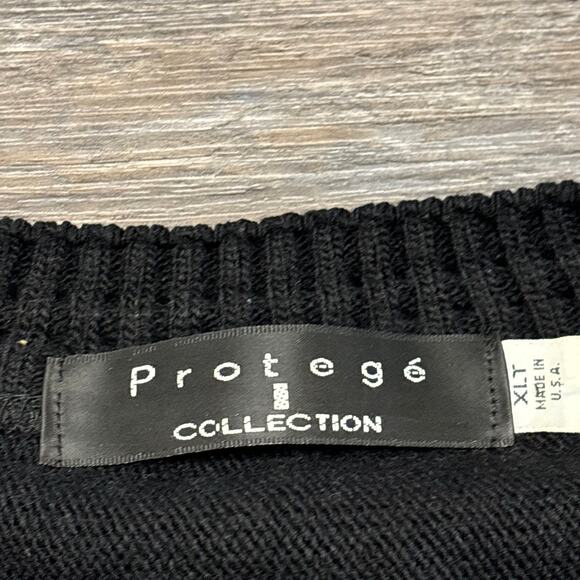 Protegé
COLLECTION
XLT
MADE IN
U.S.A.